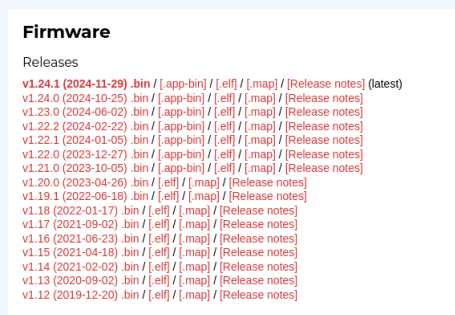 Firmware
Releases
v1.24.1 (2024-11-29) .bin / [.app-bin] / [.elf] / [.map] / [Release notes] (latest)
v1.24.0 (2024-10-25) .bin / [.app-bin] / [.elf] / [.map] / [Release notes]
v1.23.0 (2024-06-02) .bin / [.app-bin] / [.elf] / [.map] / [Release notes]
v1.22.2 (2024-02-22) .bin / [.app-bin] / [.elf] / [.map] / [Release notes]
v1.22.1 (2024-01-05) .bin / [.app-bin] / [.elf] / [.map] / [Release notes]
v1.22.0 (2023-12-27) .bin / [.app-bin] / [.elf] / [.map] / [Release notes]
v1.21.0 (2023-10-05) .bin / [.app-bin] / [.elf] / [.map] / [Release notes]
v1.20.0 (2023-04-26) .bin / [.elf] / [.map] / [Release notes]
v1.19.1 (2022-06-18) .bin / [.elf] / [.map] / [Release notes]
v1.18 (2022-01-17) .bin / [.elf] / [.map] / [Release notes]
v1.17 (2021-09-02) .bin / [.elf] / [.map] / [Release notes]
v1.16 (2021-06-23) .bin / [.elf] / [.map] / [Release notes]
v1.15 (2021-04-18) .bin / [.elf] / [.map] / [Release notes]
v1.14 (2021-02-02) .bin / [.elf] / [.map] / [Release notes]
v1.13 (2020-09-02) .bin / [.elf] / [.map] / [Release notes]
v1.12 (2019-12-20) .bin / [.elf] / [.map] / [Release notes]